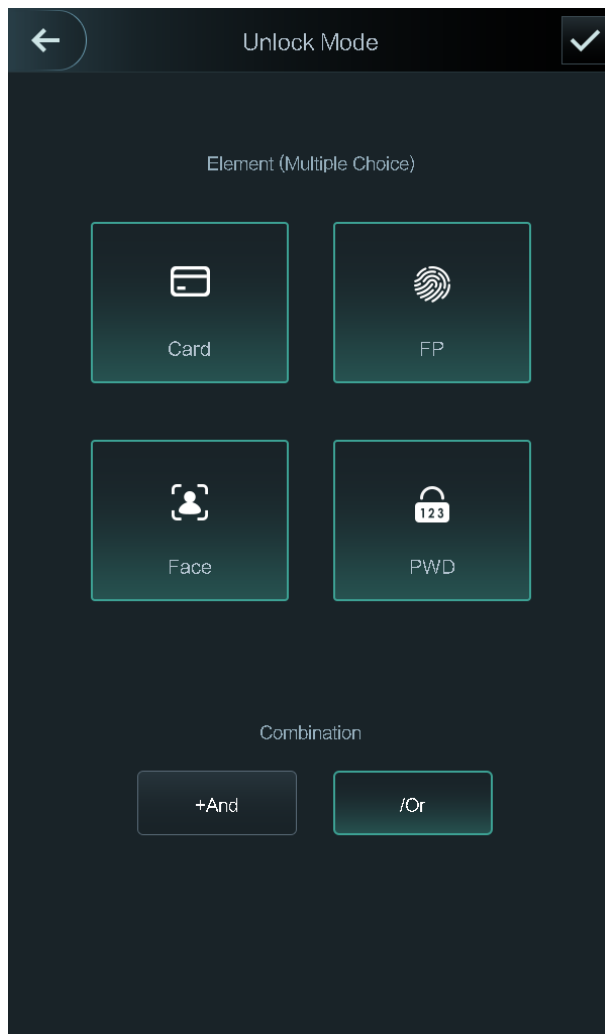 Unlock Mode
Element (Multiple Choice)
Card
FP
Face
123
PWD
Combination
+And
/Or